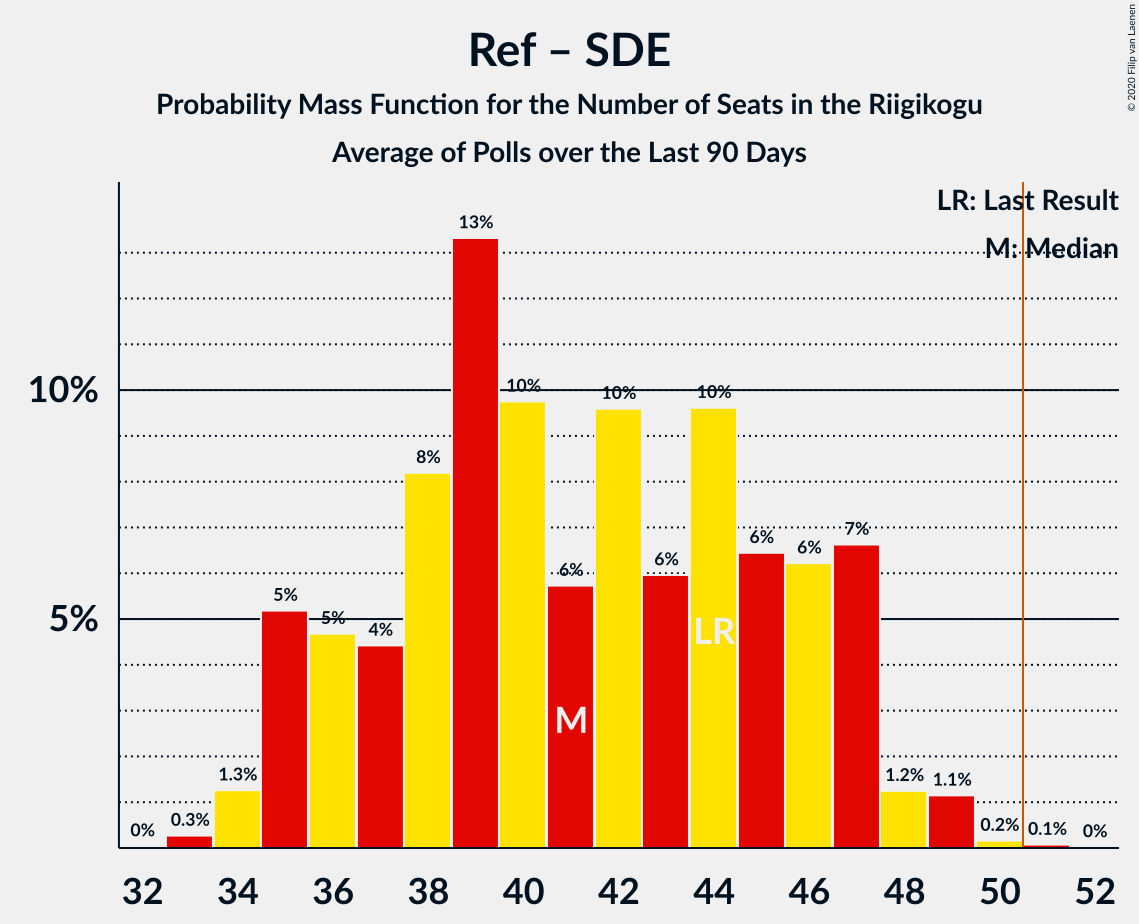 Ref – SDE
Probability Mass Function for the Number of Seats in the Riigikogu
Average of Polls over the Last 90 Days
© 2020 Filip van Laenen
LR: Last Result
M: Median
10%
5%
0%
0.3%
1.3%
5%
5%
4%
8%
13%
10%
6%
10%
6%
10%
6%
6%
7%
1.2%
1.1%
0.2%
0.1%
0%
M
LR
32 34 36 38 40 42 44 46 48 50 52